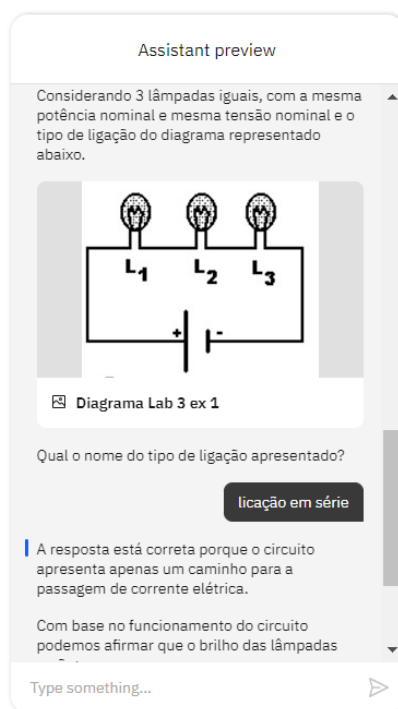 Assistant preview
Considerando 3 lâmpadas iguais, com a mesma
potência nominal e mesma tensão nominal e o
tipo de ligação do diagrama representado
abaixo.
L1 L2 L3
+ -
Diagrama Lab 3 ex 1
Qual o nome do tipo de ligação apresentado?
licação em série
A resposta está correta porque o circuito
apresenta apenas um caminho para a
passagem de corrente elétrica.
Com base no funcionamento do circuito
podemos afirmar que o brilho das lâmpadas
Type something...